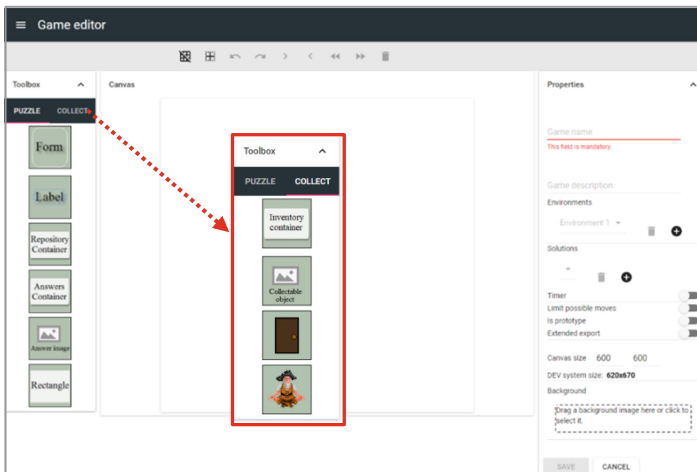 Game editor
Toolbox
PUZZLE COLLECT
Form
Label
Repository
Container
Answers
Container
Answer image
Rectangle
Canvas
Toolbox
PUZZLE COLLECT
Inventory
container
Collectable
object
Properties
Game name
This field is mandatory
Game description
Environments
Environment 1
Solutions
Timer
Limit possible moves
Is prototype
Extended export
Canvas size 600 600
DEV system size: 620x670
Background
Drag a background image here or click to
select it.
SAVE CANCEL